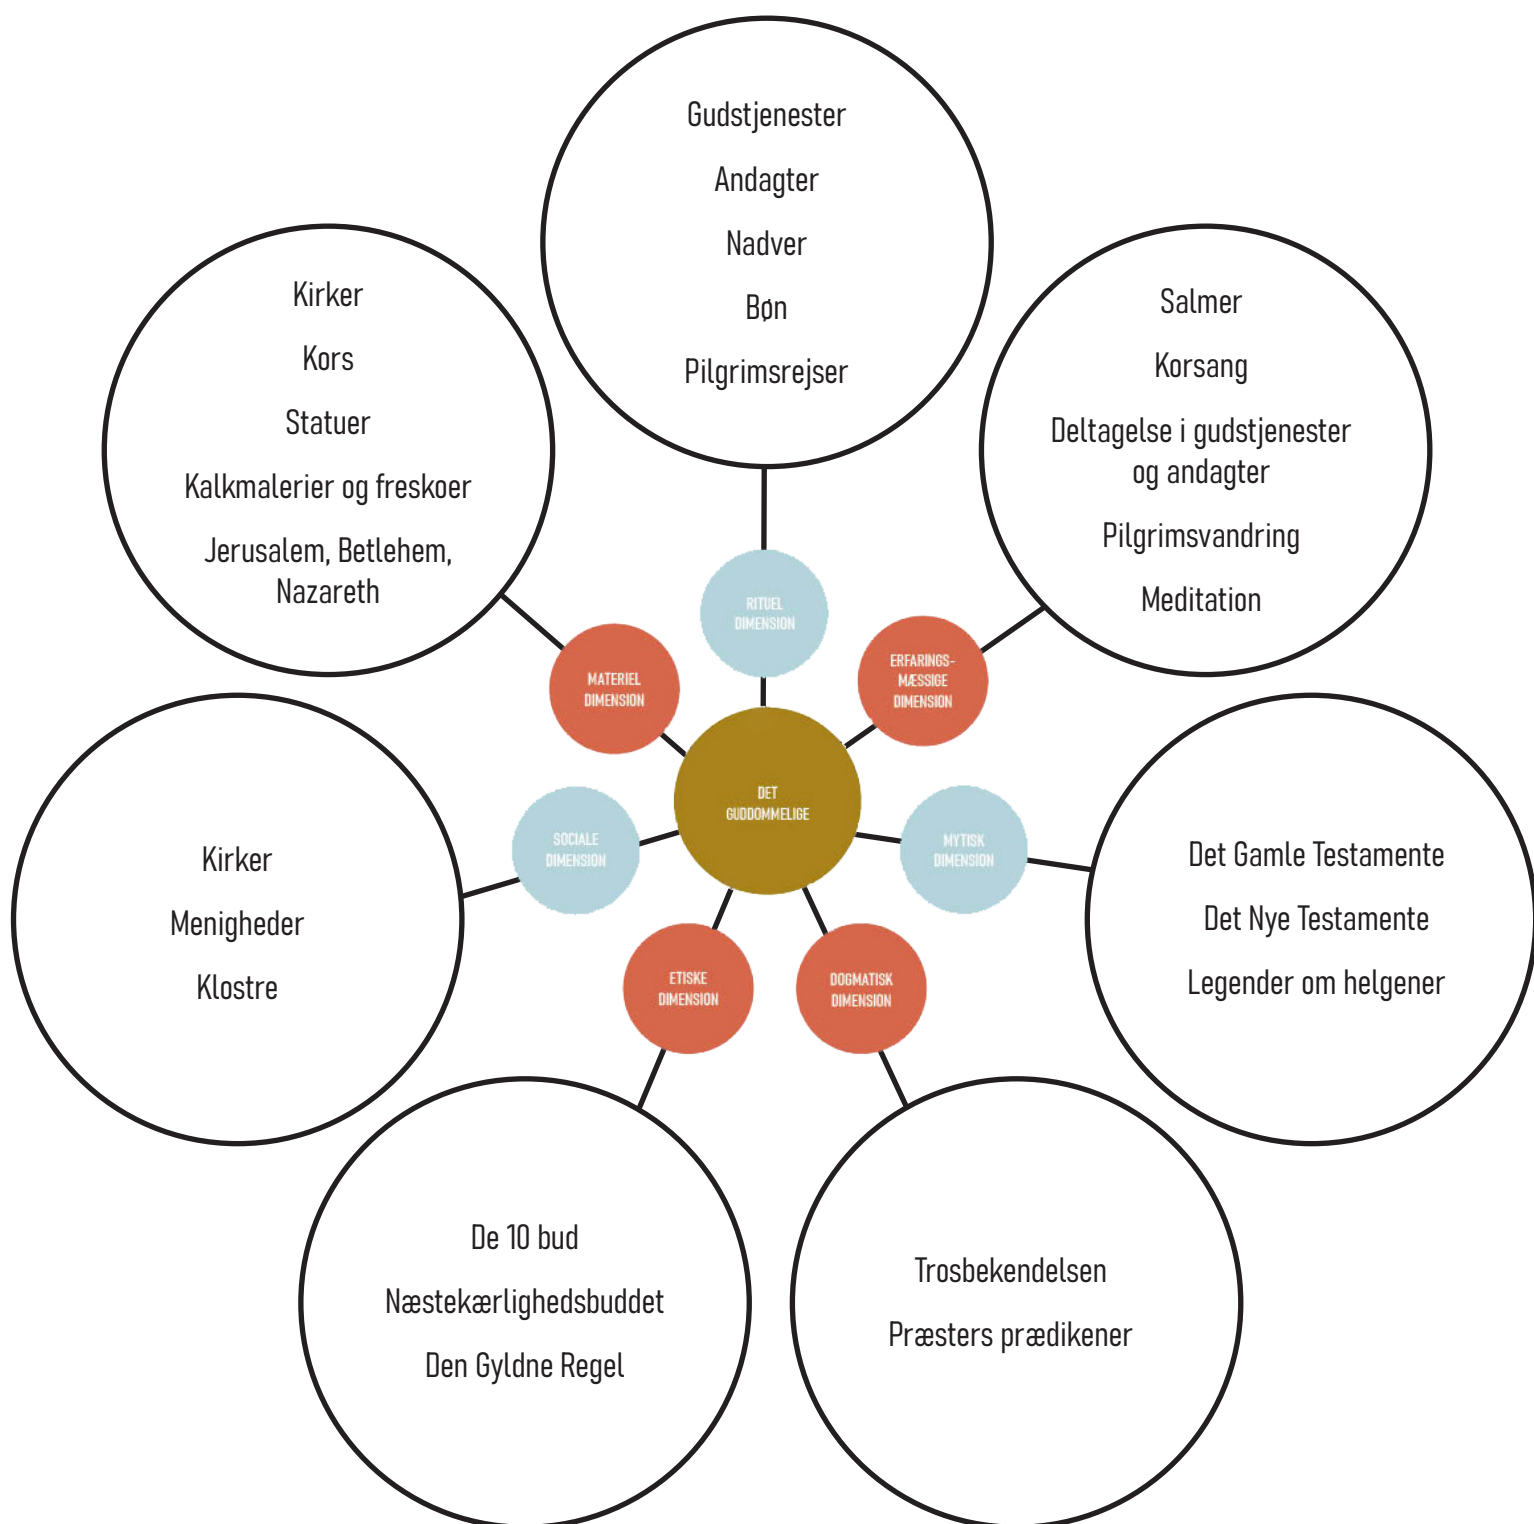 Gudstjenester
Andagter
Nadver
Bøn
Pilgrimsrejser
Kirker
Kors
Statuer
Kalkmalerier og freskoer
Jerusalem, Betlehem,
Nazareth
Salmer
Korsang
Deltagelse i gudstjenester
og andagter
Pilgrimsvandring
Meditation
RITUEL
DIMENSION
MATERIEL
DIMENSION
ERFARINGS-
MÆSSIGE
DIMENSION
DET
GUDDOMMELIGE
SOCIALE
DIMENSION
MYTISK
DIMENSION
Kirker
Menigheder
Klostre
Det Gamle Testamente
Det Nye Testamente
Legender om helgener
ETISKE
DIMENSION
DOGMATISK
DIMENSION
De 10 bud
Næstekærlighedsbuddet
Den Gyldne Regel
Trosbekendelsen
Præsters prædikener